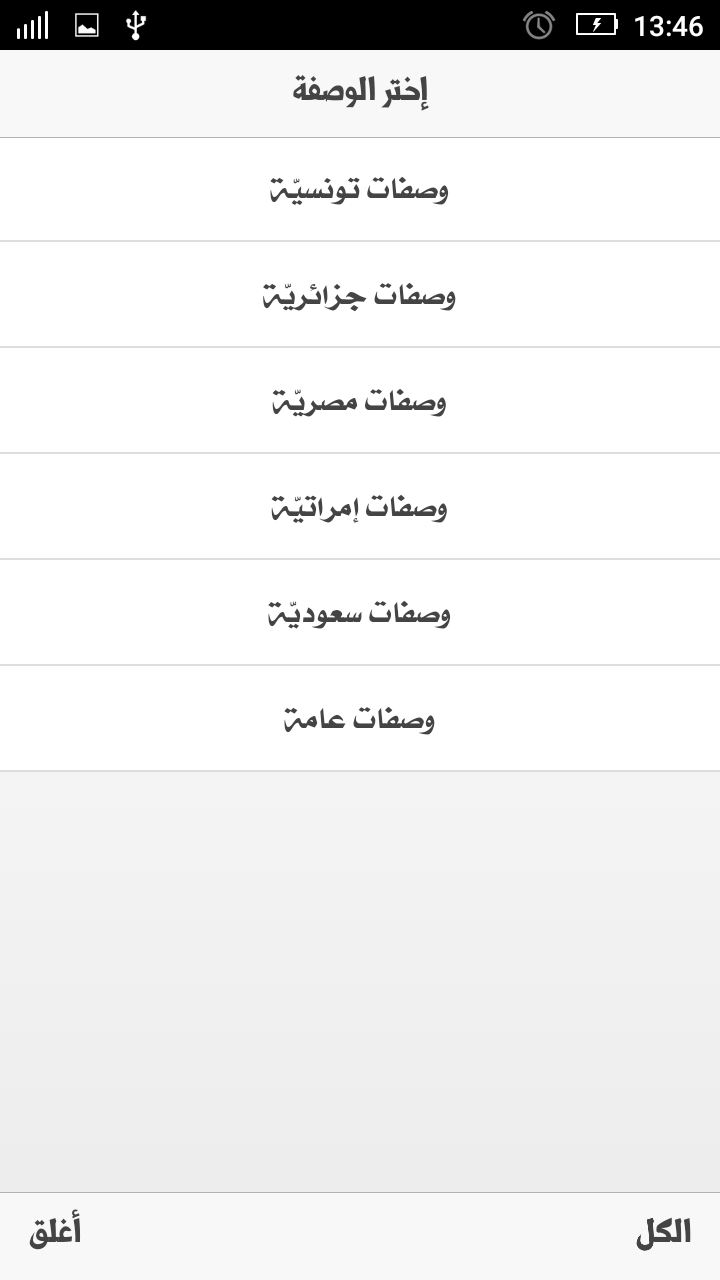 13:46
إختر الوصفة
وصفات تونسيّة
وصفات جزائريّة
وصفات مصريّة
وصفات إمراتيّة
وصفات سعوديّة
وصفات عامة
الكل
أغلق